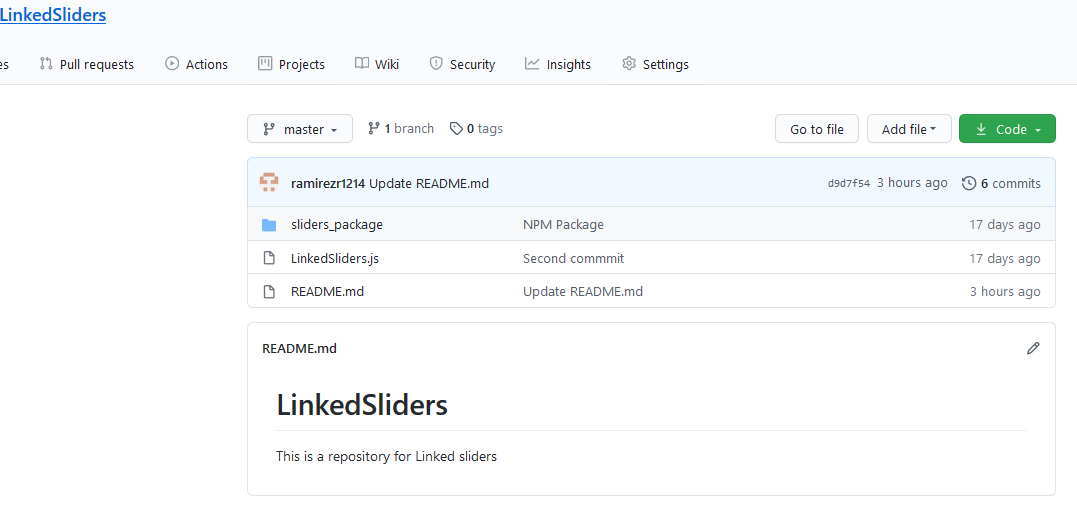 LinkedSliders
es Pull requests Actions Projects Wiki Security Insights Settings
master 1 branch 0 tags Go to file Add file Code
ramirezr1214 Update README.md d9d7f54 3 hours ago 6 commits
sliders_package NPM Package 17 days ago
LinkedSliders.js Second commmit 17 days ago
README.md Update README.md 3 hours ago
README.md
LinkedSliders
This is a repository for Linked sliders